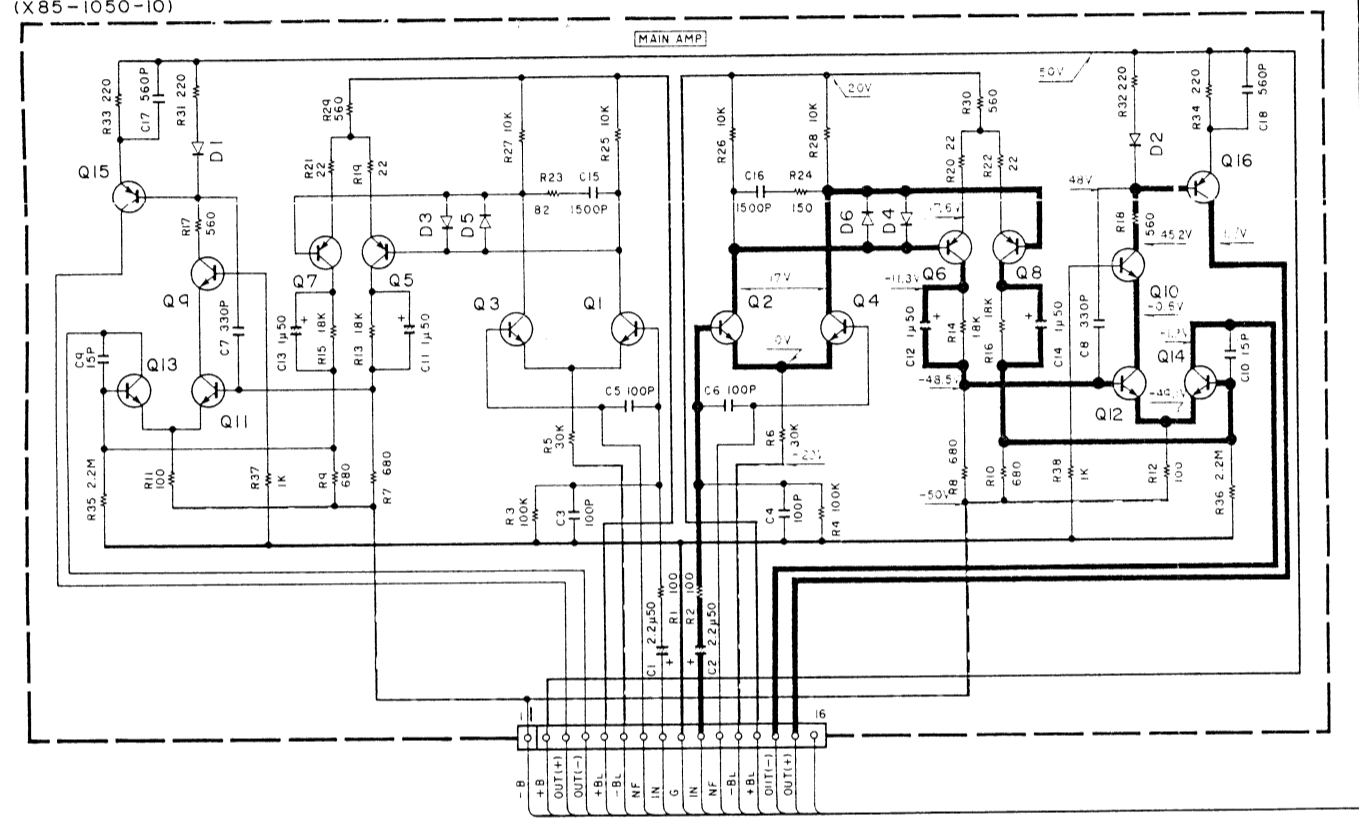 (X85-1050-10)
MAIN AMP
R33 220
C17 560P
R31 220
D1
Q15
R17
560
Q9
C7 330P
C9
15P
Q13
Q11
R35 2.2M
R11
100
R37
1K
R29
560
R21
22
R19
22
Q7
Q5
C13 1µ50
R15 18K
R13 18K
C11 1µ50
R9
680
R7 680
R27 10K
R25 10K
R23
82
C15
1500P
D3
D5
Q3
Q1
C5 100P
R5
30K
R3
100K
C3
100P
C1 2.2µ50
R1 100
R2 100
C2 2.2µ50
20V
R26 10K
R28 10K
C16
1500P
R24
150
D6
D4
Q2
17V
Q4
0V
C6 100P
R6
30K
-20V
C4
100P
R4 100K
R30
560
R20 22
R22
22
Q6
Q8
-11.3V
C12 1µ50
R14 18K
R16 18K
C14 1µ50
-48.5V
R8 680
R10
680
-50V
50V
R32 220
D2
R34 220
C18 560P
Q16
48V
R18
560
45.2V
Q10
-0.6V
C8 330P
Q14
C10 15P
Q12
R38
1K
R12
100
R36 2.2M
1
16
-B
+B
OUT(+)
OUT(-)
+BL
-BL
NF
IN
G
IN
NF
-BL
+BL
OUT(-)
OUT(+)